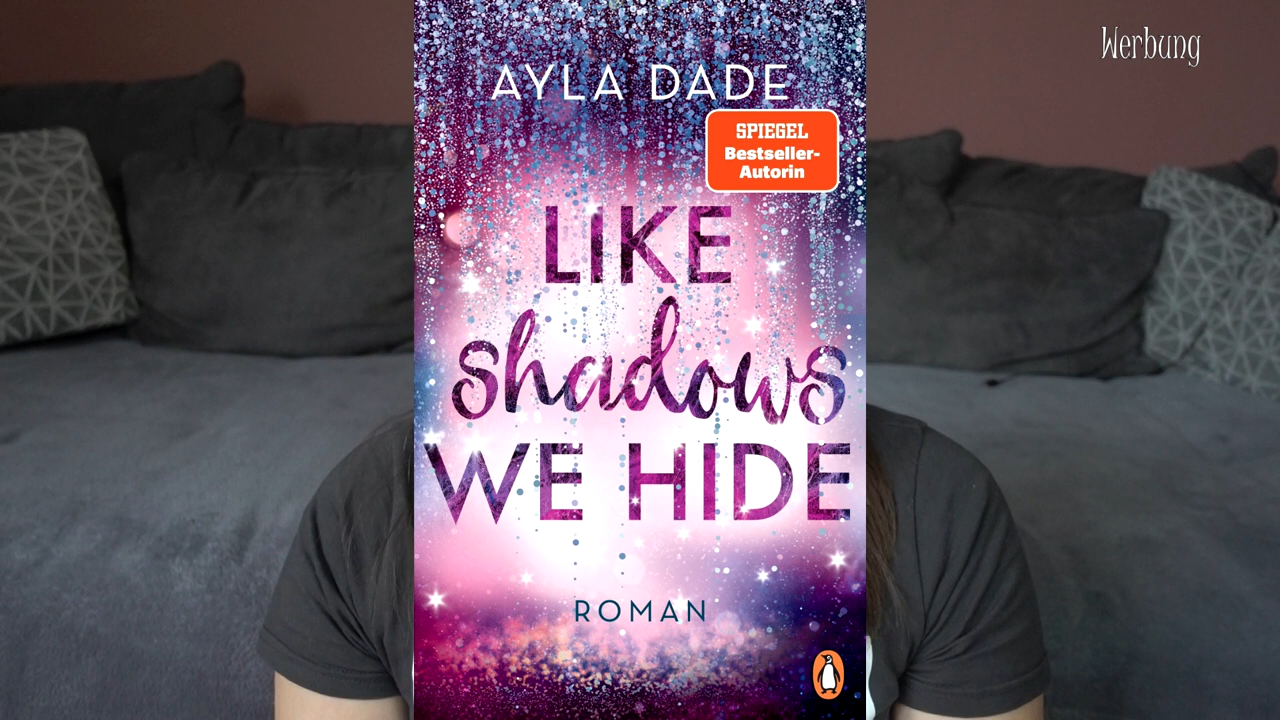 Werbung
AYLA DADE
SPIEGEL
Bestseller-
Autorin
LIKE
shadows
WE HIDE
ROMAN